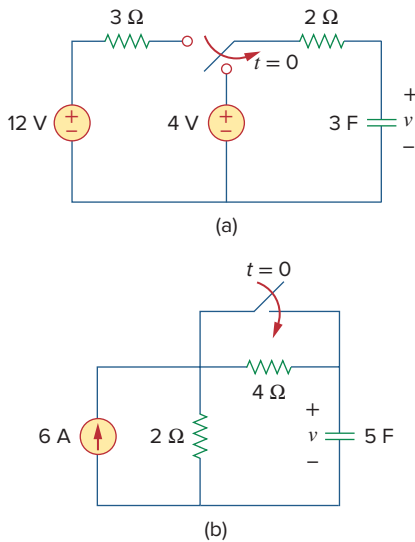 3 Ω 2 Ω
t = 0
12 V + − 4 V + − 3 F + v −
(a)
t = 0
4 Ω
6 A 2 Ω + v − 5 F
(b)